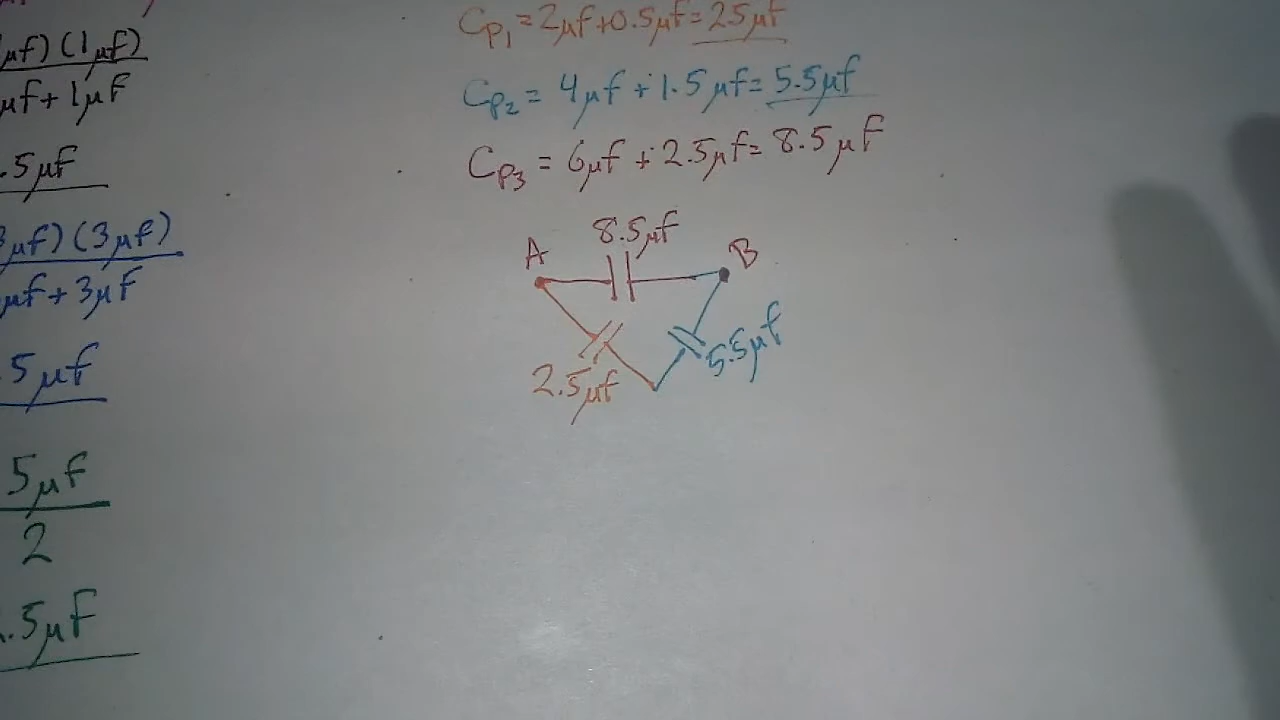 μf) (1μf)
μf + 1μF
.5μF
3μf) (3μf)
μf + 3μF
5μf
5μF
2
.5μF
Cp1 = 2μf + 0.5μf = 2.5μf
Cp2 = 4μf + 1.5μf = 5.5μf
Cp3 = 6μf + 2.5μf = 8.5μF
8.5μf
A
B
5.5μf
2.5μf